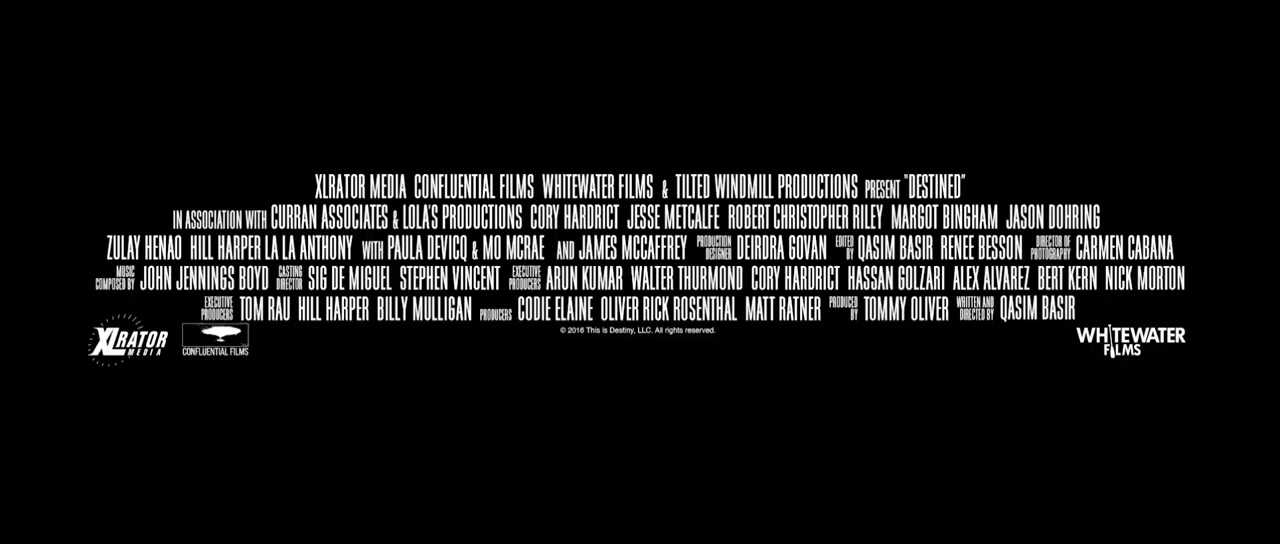 XLRATOR MEDIA CONFLUENTIAL FILMS WHITEWATER FILMS & TILTED WINDMILL PRODUCTIONS PRESENT "DESTINED"
IN ASSOCIATION WITH CURRAN ASSOCIATES & LOLA'S PRODUCTIONS CORY HARDRICT JESSE METCALFE ROBERT CHRISTOPHER RILEY MARGOT BINGHAM JASON DOHRING
ZULAY HENAO HILL HARPER LA LA ANTHONY WITH PAULA DEVICQ & MO MCRAE AND JAMES MCCAFFREY PRODUCTION DESIGNER DEIRDRA GOVAN EDITED BY QASIM BASIR RENEE BESSON DIRECTOR OF PHOTOGRAPHY CARMEN CABANA
MUSIC COMPOSED BY JOHN JENNINGS BOYD CASTING DIRECTOR SIG DE MIGUEL STEPHEN VINCENT EXECUTIVE PRODUCERS ARUN KUMAR WALTER THURMOND CORY HARDRICT HASSAN GOLZARI ALEX ALVAREZ BERT KERN NICK MORTON
EXECUTIVE PRODUCERS TOM RAU HILL HARPER BILLY MULLIGAN PRODUCERS CODIE ELAINE OLIVER RICK ROSENTHAL MATT RATNER PRODUCED BY TOMMY OLIVER WRITTEN AND DIRECTED BY QASIM BASIR
© 2016 This is Destiny, LLC. All rights reserved.
XLRATOR MEDIA
CONFLUENTIAL FILMS
WHITEWATER FILMS